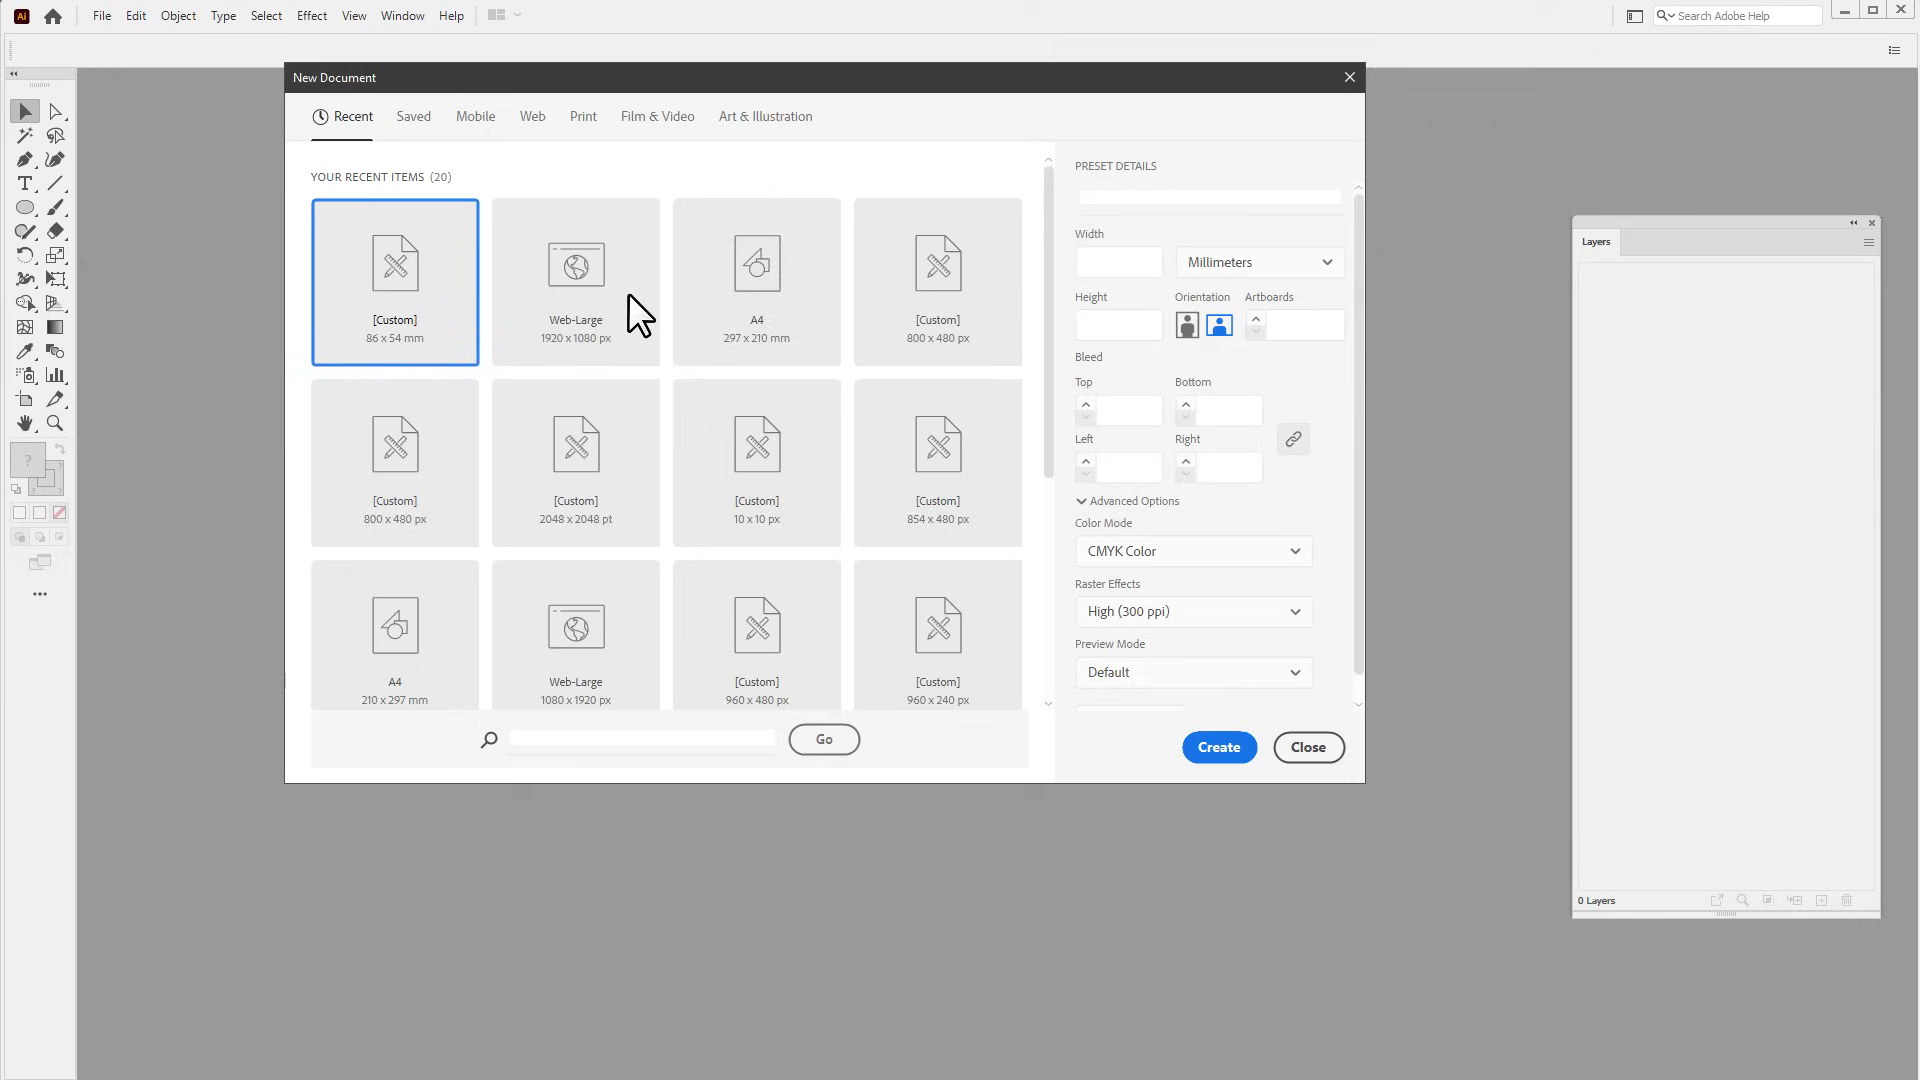 Ai File Edit Object Type Select Effect View Window Help Search Adobe Help
New Document
Recent Saved Mobile Web Print Film & Video Art & Illustration
YOUR RECENT ITEMS (20)
[Custom]
86 x 54 mm
Web-Large
1920 x 1080 px
A4
297 x 210 mm
[Custom]
800 x 480 px
[Custom]
800 x 480 px
[Custom]
2048 x 2048 pt
[Custom]
10 x 10 px
[Custom]
854 x 480 px
A4
210 x 297 mm
Web-Large
1080 x 1920 px
[Custom]
960 x 480 px
[Custom]
960 x 240 px
Go
PRESET DETAILS
Width
Millimeters
Height Orientation Artboards
Bleed
Top Bottom
Left Right
Advanced Options
Color Mode
CMYK Color
Raster Effects
High (300 ppi)
Preview Mode
Default
Create Close
Layers
0 Layers